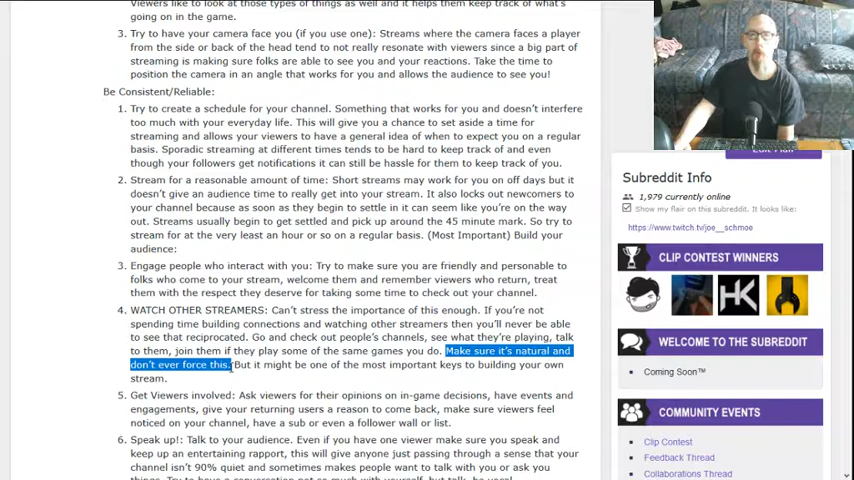 Viewers like to look at those types of things as well and it helps them keep track of what's
going on in the game.
3. Try to have your camera face you (if you use one): Streams where the camera faces a player
from the side or back of the head tend to not really resonate with viewers since a big part of
streaming is making sure folks are able to see you and your reactions. Take the time to
position the camera in an angle that works for you and allows the audience to see you!
Be Consistent/Reliable:
1. Try to create a schedule for your channel. Something that works for you and doesn't interfere
too much with your everyday life. This will give you a chance to set aside a time for
streaming and allows your viewers to have a general idea of when to expect you on a regular
basis. Sporadic streaming at different times tends to be hard to keep track of and even
though your followers get notifications it can still be hassle for them to keep track of you.
2. Stream for a reasonable amount of time: Short streams may work for you on off days but it
doesn't give an audience time to really get into your stream. It also locks out newcomers to
your channel because as soon as they begin to settle in it can seem like you're on the way
out. Streams usually begin to get settled and pick up around the 45 minute mark. So try to
stream for at the very least an hour or so on a regular basis. (Most Important) Build your
audience:
3. Engage people who interact with you: Try to make sure you are friendly and personable to
folks who come to your stream, welcome them and remember viewers who return, treat
them with the respect they deserve for taking some time to check out your channel.
4. WATCH OTHER STREAMERS: Can't stress the importance of this enough. If you're not
spending time building connections and watching other streamers then you'll never be able
to see that reciprocated. Go and check out people's channels, see what they're playing, talk
to them, join them if they play some of the same games you do. Make sure it's natural and
don't ever force this. But it might be one of the most important keys to building your own
stream.
5. Get Viewers involved: Ask viewers for their opinions on in-game decisions, have events and
engagements, give your returning users a reason to come back, make sure viewers feel
noticed on your channel, have a sub or even a follower wall or list.
6. Speak up!: Talk to your audience. Even if you have one viewer make sure you speak and
keep up an entertaining rapport, this will give anyone just passing through a sense that your
channel isn't 90% quiet and sometimes makes people want to talk with you or ask you
Subreddit Info
1,979 currently online
Show my flair on this subreddit. It looks like:
https://www.twitch.tv/joe__schmoe
CLIP CONTEST WINNERS
HK
WELCOME TO THE SUBREDDIT
Coming Soon™
COMMUNITY EVENTS
Clip Contest
Feedback Thread
Collaborations Thread